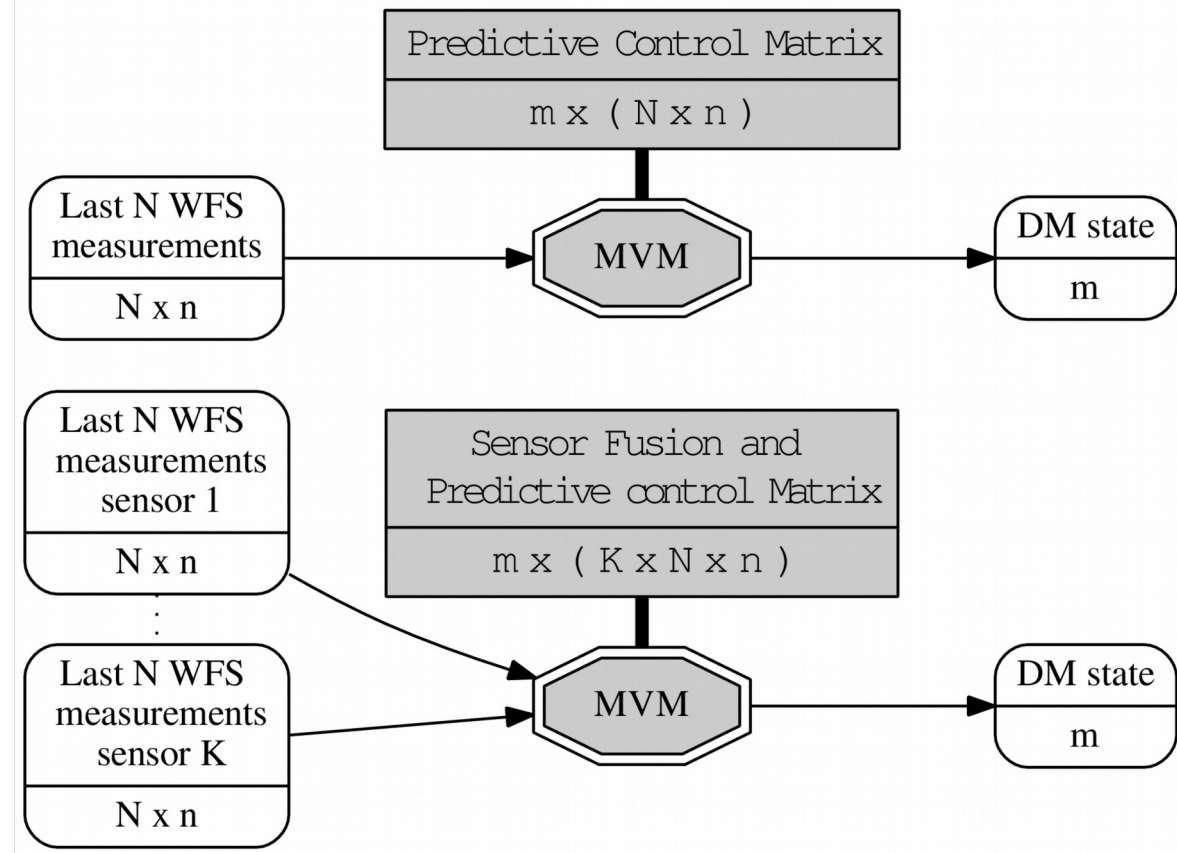 Predictive Control Matrix
m x ( N x n )
Last N WFS
measurements
N x n
MVM
DM state
m
Last N WFS
measurements
sensor 1
N x n
Sensor Fusion and
Predictive control Matrix
m x ( K x N x n )
Last N WFS
measurements
sensor K
N x n
MVM
DM state
m